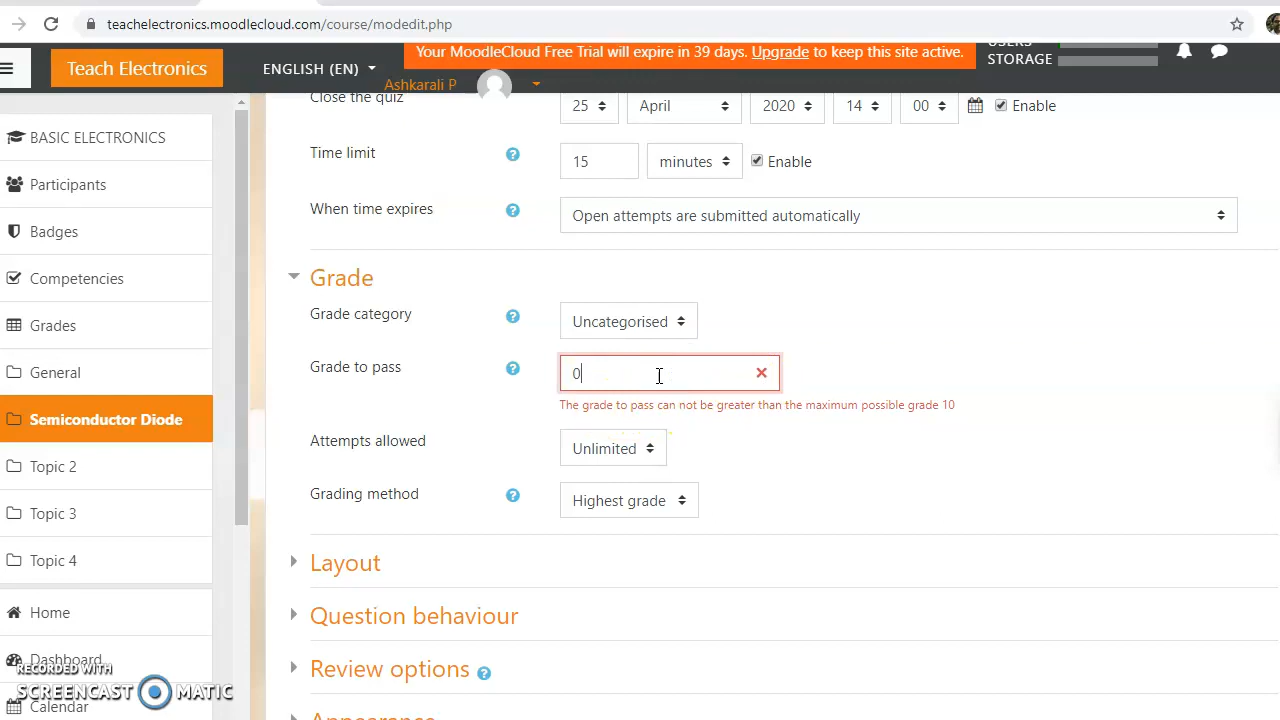 teachelectronics.moodlecloud.com/course/modedit.php
Your MoodleCloud Free Trial will expire in 39 days. Upgrade to keep this site active.
USERS
STORAGE
Teach Electronics
ENGLISH (EN)
Ashkarali P
BASIC ELECTRONICS
Participants
Badges
Competencies
Grades
General
Semiconductor Diode
Topic 2
Topic 3
Topic 4
Home
Dashboard
Calendar
Close the quiz
25 April 2020 14 00 Enable
Time limit
15 minutes Enable
When time expires
Open attempts are submitted automatically
Grade
Grade category
Uncategorised
Grade to pass
0
The grade to pass can not be greater than the maximum possible grade 10
Attempts allowed
Unlimited
Grading method
Highest grade
Layout
Question behaviour
Review options
Appearance
RECORDED WITH
SCREENCAST MATIC